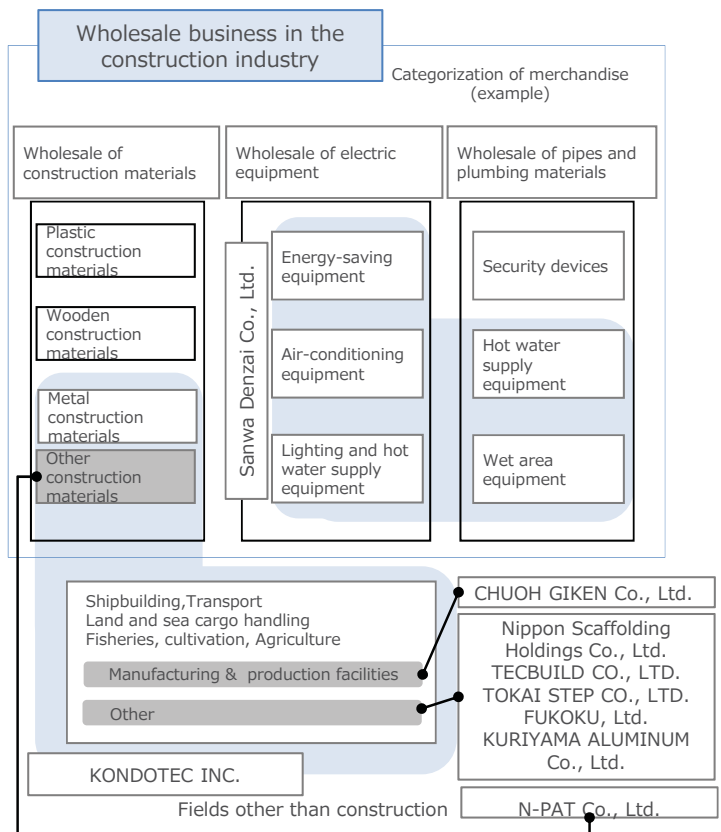 Wholesale business in the
construction industry
Categorization of merchandise
(example)
Wholesale of
construction materials
Wholesale of electric
equipment
Wholesale of pipes and
plumbing materials
Plastic
construction
materials
Wooden
construction
materials
Metal
construction
materials
Other
construction
materials
Sanwa Denzai Co., Ltd.
Energy-saving
equipment
Air-conditioning
equipment
Lighting and hot
water supply
equipment
Security devices
Hot water
supply
equipment
Wet area
equipment
Shipbuilding,Transport
Land and sea cargo handling
Fisheries, cultivation, Agriculture
Manufacturing & production facilities
Other
CHUOH GIKEN Co., Ltd.
Nippon Scaffolding
Holdings Co., Ltd.
TECBUILD CO., LTD.
TOKAI STEP CO., LTD.
FUKOKU, Ltd.
KURIYAMA ALUMINUM
Co., Ltd.
KONDOTEC INC.
Fields other than construction
N-PAT Co., Ltd.